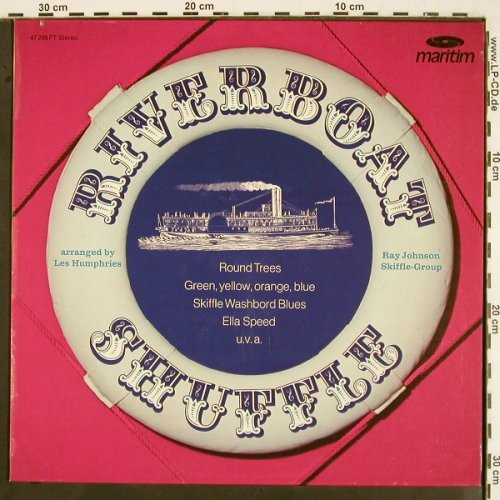 30 cm
20 cm
10 cm
47 209 FT Stereo
maritim
www.LP-CD.de
RIVERBOAT
arranged by
Les Humphries
Ray Johnson
Skiffle-Group
Round Trees
Green, yellow, orange, blue
Skiffle Washbord Blues
Ella Speed
u.v.a.
SHUFFLE
10 cm
20 cm
30 cm